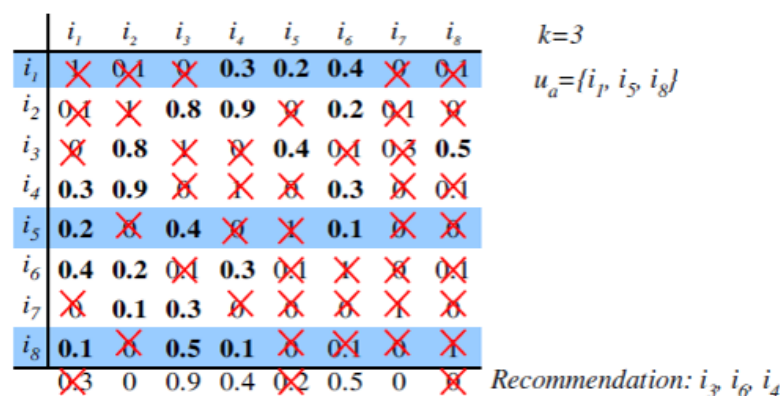 i₁ i₂ i₃ i₄ i₅ i₆ i₇ i₈ k=3
i₁ 1 0.1 0 0.3 0.2 0.4 0 0.1 uₐ={i₁, i₅, i₈}
i₂ 0.1 1 0.8 0.9 0 0.2 0.1 0
i₃ 0 0.8 1 0 0.4 0.1 0.3 0.5
i₄ 0.3 0.9 0 1 0 0.3 0 0.1
i₅ 0.2 0 0.4 0 1 0.1 0 0
i₆ 0.4 0.2 0.1 0.3 0.1 1 0 0.1
i₇ 0 0.1 0.3 0 0 0 1 0
i₈ 0.1 0 0.5 0.1 0 0.1 0 1
0.3 0 0.9 0.4 0.2 0.5 0 0 Recommendation: i₃, i₆, i₄